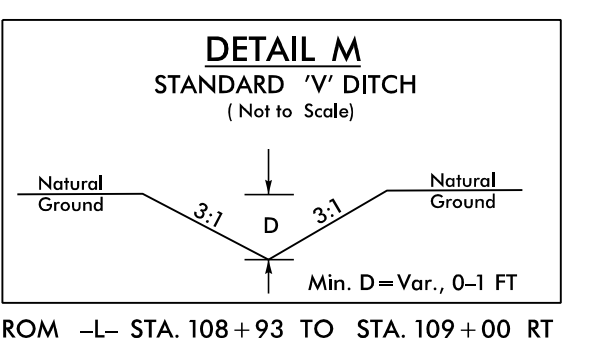 DETAIL M
STANDARD 'V' DITCH
( Not to Scale)
Natural
Ground
3:1
D
3:1
Natural
Ground
Min. D=Var., 0–1 FT
ROM –L– STA. 108+93 TO STA. 109+00 RT